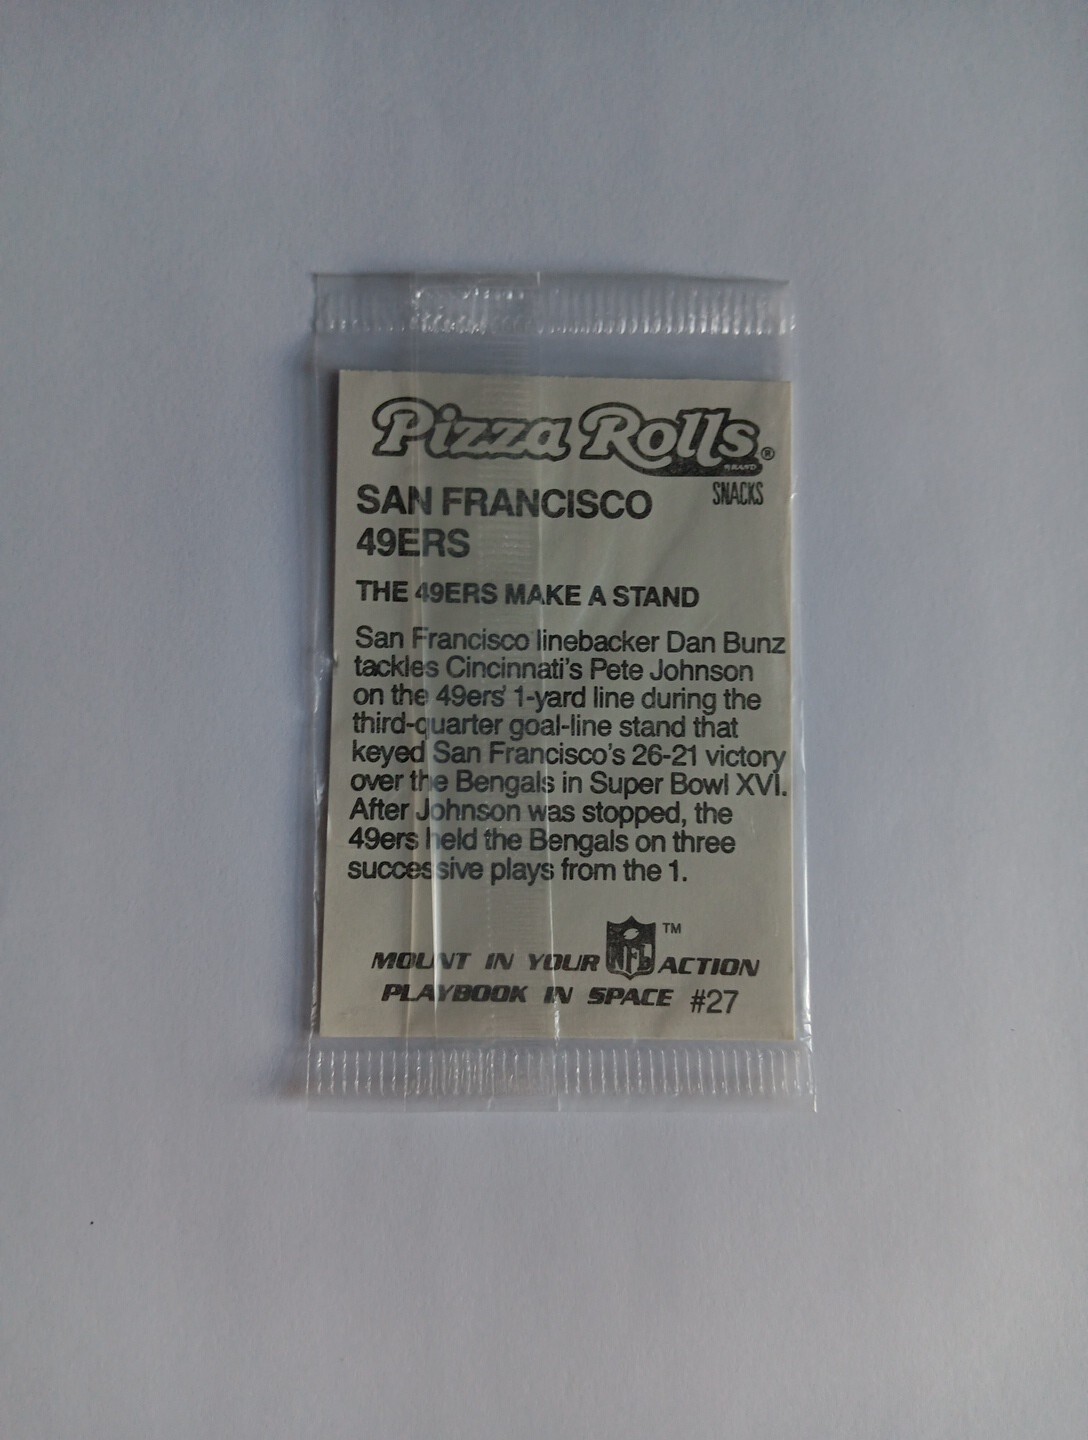 Pizza Rolls®
BRAND
SNACKS
SAN FRANCISCO
49ERS
THE 49ERS MAKE A STAND
San Francisco linebacker Dan Bunz
tackles Cincinnati's Pete Johnson
on the 49ers' 1-yard line during the
third-quarter goal-line stand that
keyed San Francisco's 26-21 victory
over the Bengals in Super Bowl XVI.
After Johnson was stopped, the
49ers held the Bengals on three
successive plays from the 1.
MOUNT IN YOUR NFL™ ACTION
PLAYBOOK IN SPACE #27